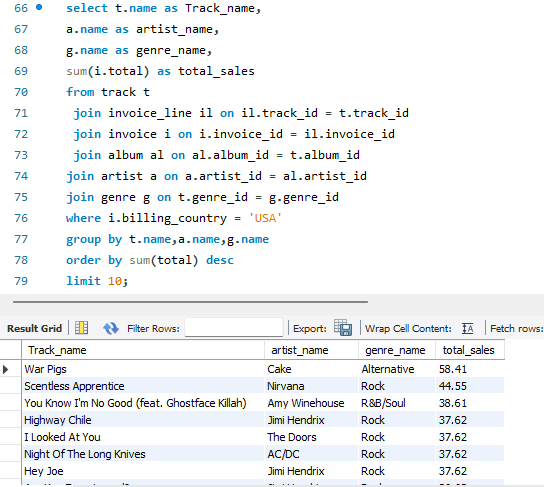 66 select t.name as Track_name,
67 a.name as artist_name,
68 g.name as genre_name,
69 sum(i.total) as total_sales
70 from track t
71 join invoice_line il on il.track_id = t.track_id
72 join invoice i on i.invoice_id = il.invoice_id
73 join album al on al.album_id = t.album_id
74 join artist a on a.artist_id = al.artist_id
75 join genre g on t.genre_id = g.genre_id
76 where i.billing_country = 'USA'
77 group by t.name,a.name,g.name
78 order by sum(total) desc
79 limit 10;
Result Grid Filter Rows: Export: Wrap Cell Content: IA Fetch rows:
Track_name artist_name genre_name total_sales
War Pigs Cake Alternative 58.41
Scentless Apprentice Nirvana Rock 44.55
You Know I'm No Good (feat. Ghostface Killah) Amy Winehouse R&B/Soul 38.61
Highway Chile Jimi Hendrix Rock 37.62
I Looked At You The Doors Rock 37.62
Night Of The Long Knives AC/DC Rock 37.62
Hey Joe Jimi Hendrix Rock 37.62